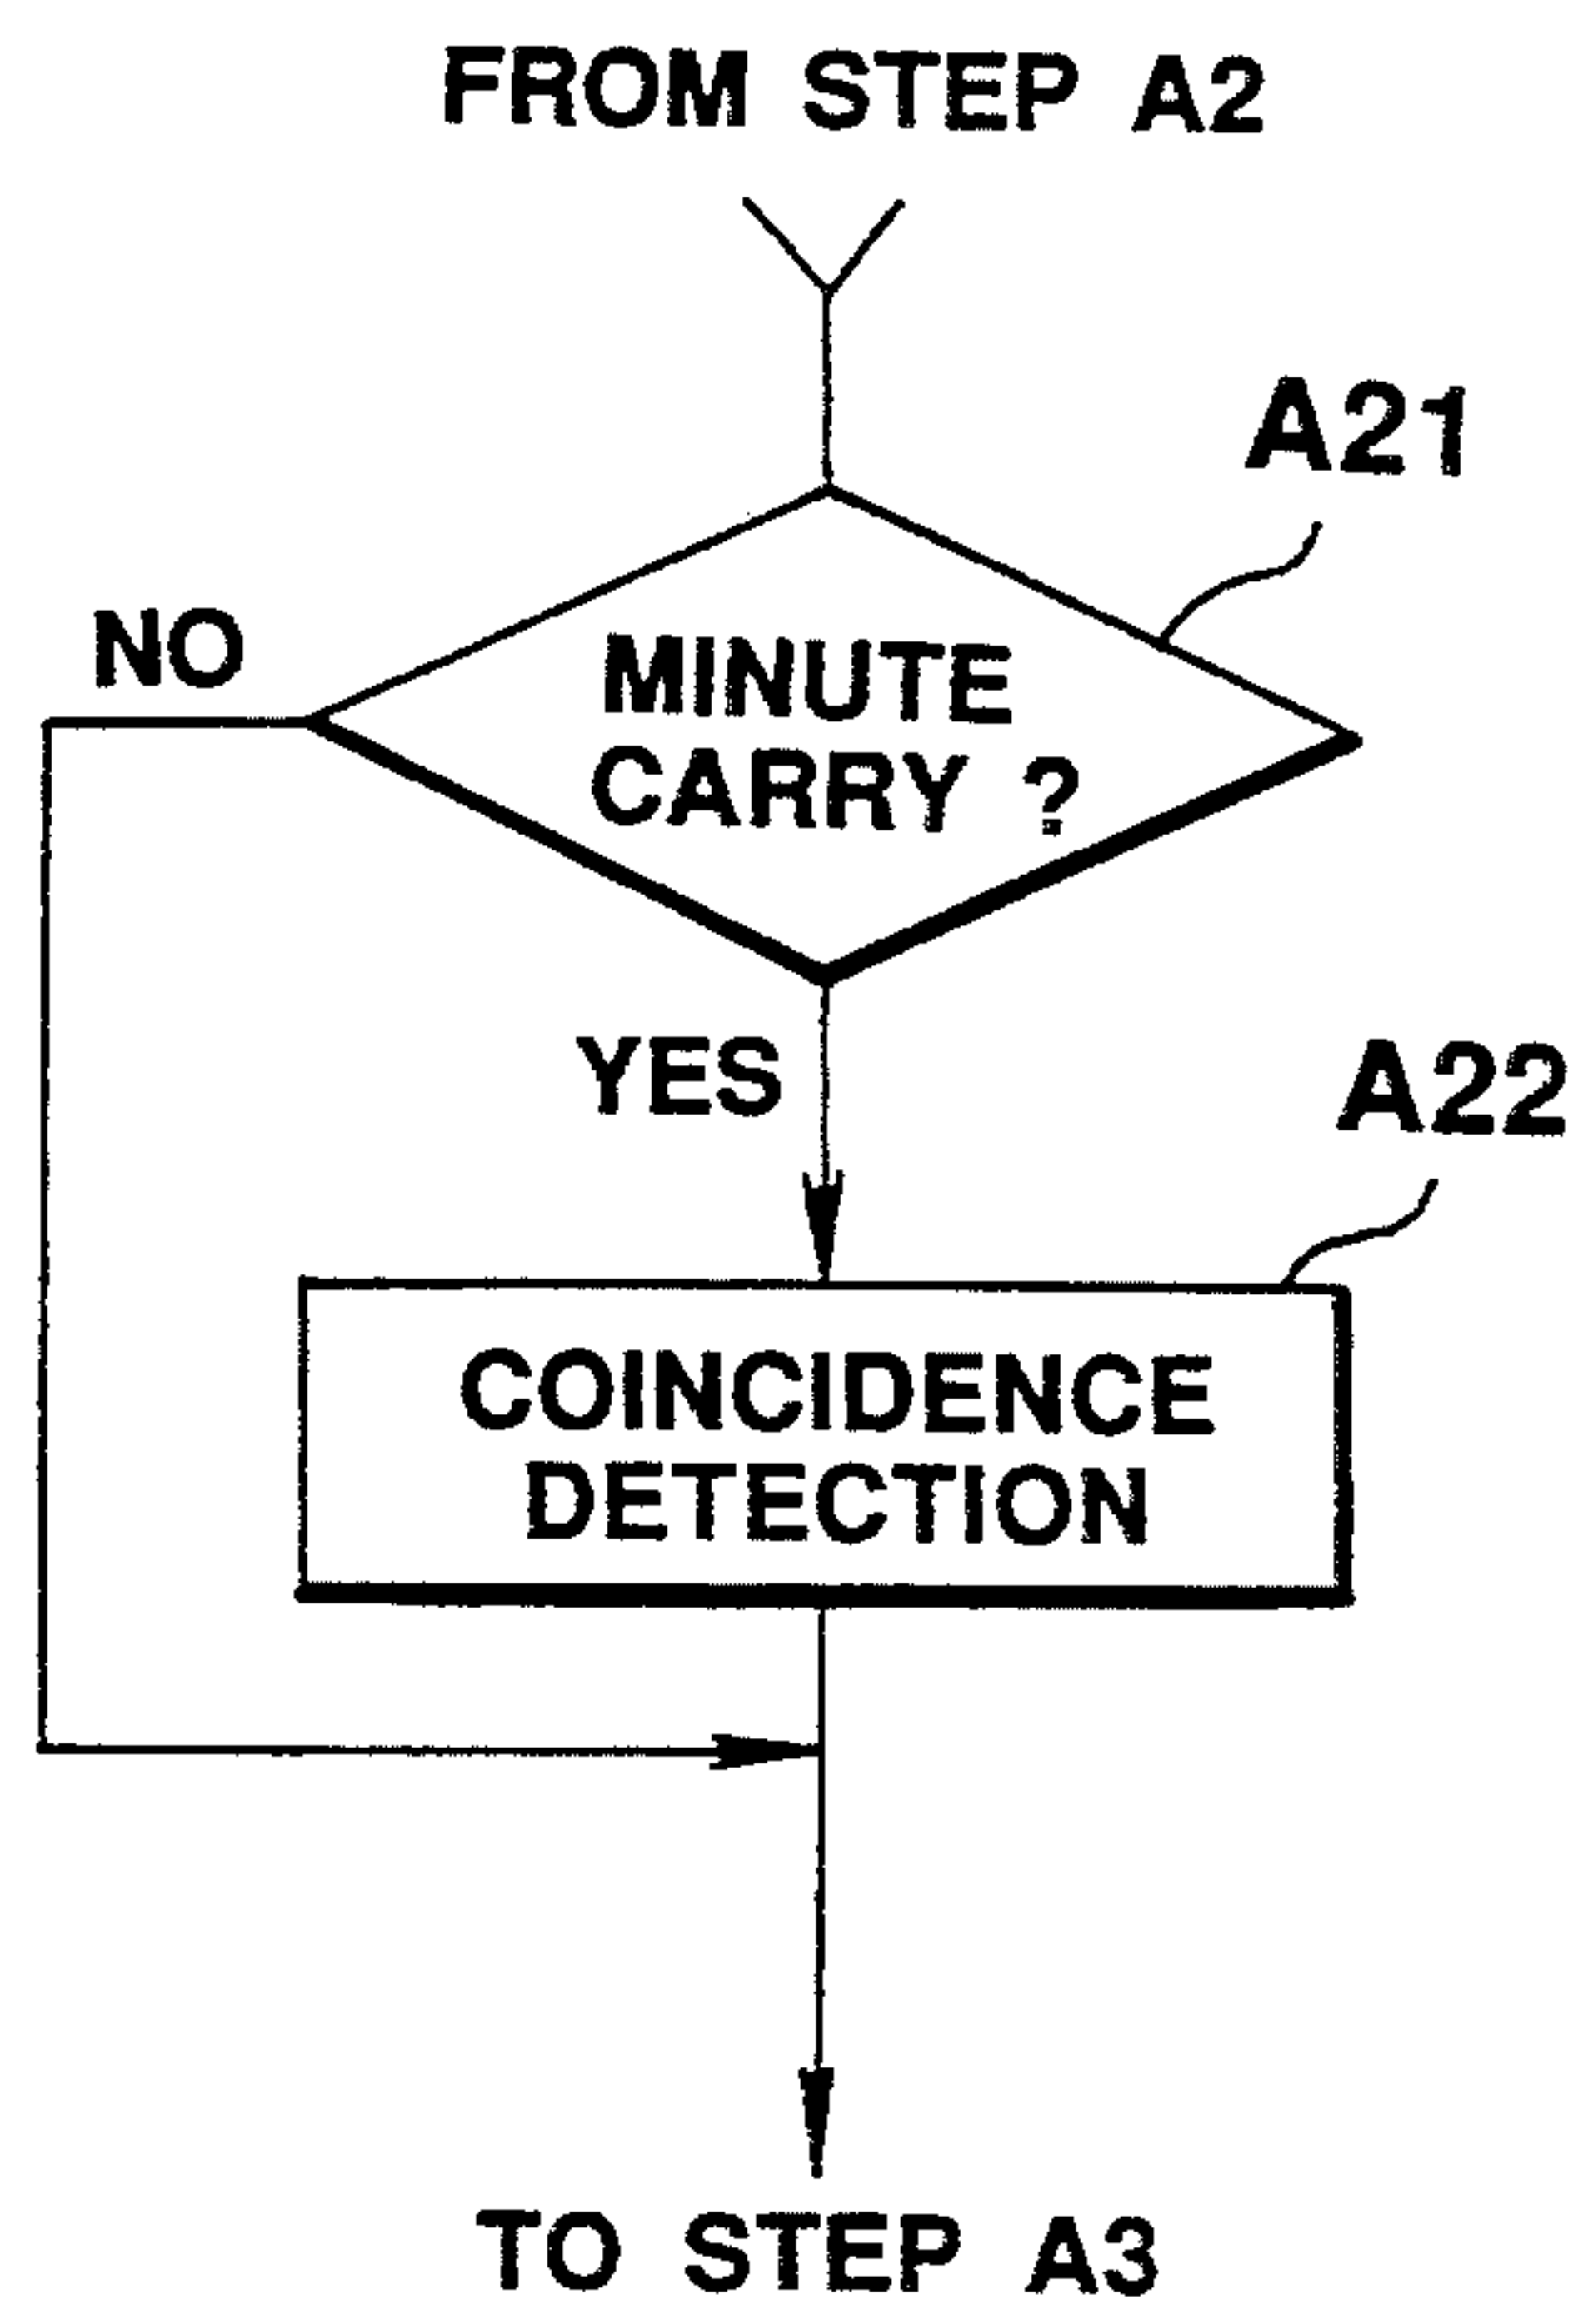 FROM STEP A2
A21
NO
MINUTE
CARRY ?
YES
A22
COINCIDENCE
DETECTION
TO STEP A3